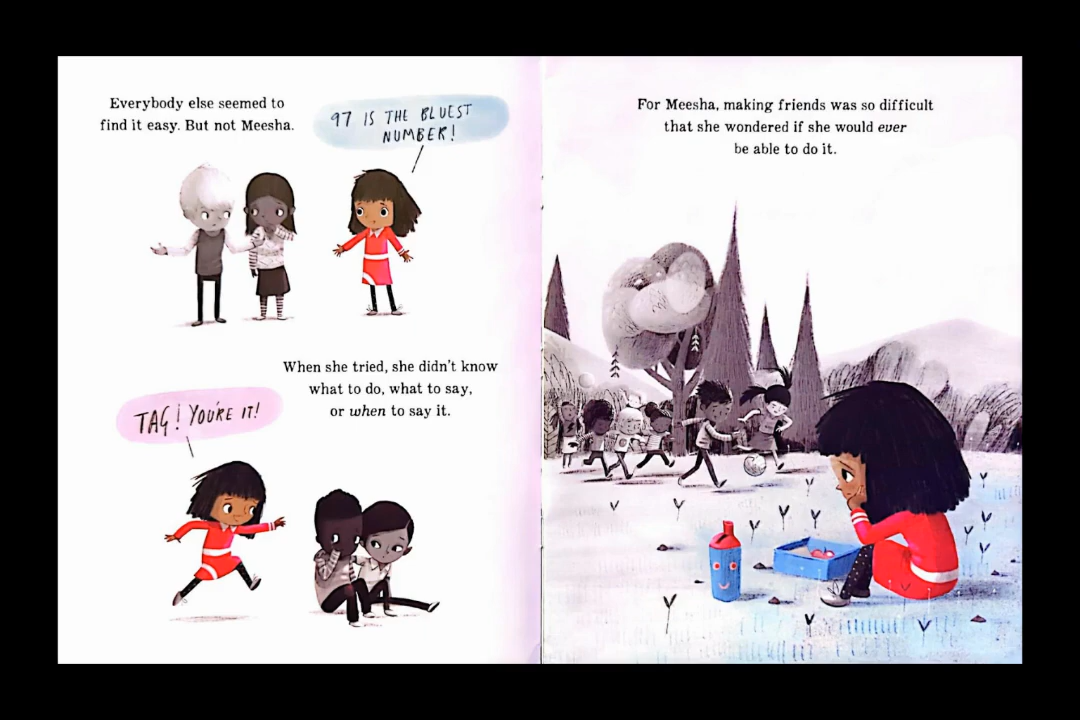 Everybody else seemed to
find it easy. But not Meesha.
97 IS THE BLUEST
NUMBER!
When she tried, she didn't know
what to do, what to say,
or when to say it.
TAG! YOU'RE IT!
For Meesha, making friends was so difficult
that she wondered if she would ever
be able to do it.